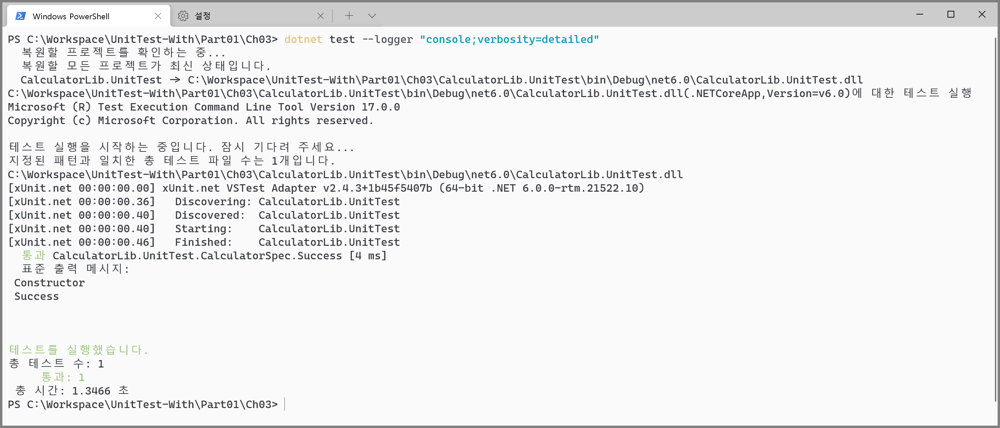 Windows PowerShell
설정
PS C:\Workspace\UnitTest-With\Part01\Ch03> dotnet test --logger "console;verbosity=detailed"
복원할 프로젝트를 확인하는 중...
복원할 모든 프로젝트가 최신 상태입니다.
CalculatorLib.UnitTest -> C:\Workspace\UnitTest-With\Part01\Ch03\CalculatorLib.UnitTest\bin\Debug\net6.0\CalculatorLib.UnitTest.dll
C:\Workspace\UnitTest-With\Part01\Ch03\CalculatorLib.UnitTest\bin\Debug\net6.0\CalculatorLib.UnitTest.dll(.NETCoreApp,Version=v6.0)에 대한 테스트 실행
Microsoft (R) Test Execution Command Line Tool Version 17.0.0
Copyright (c) Microsoft Corporation. All rights reserved.
테스트 실행을 시작하는 중입니다. 잠시 기다려 주세요...
지정된 패턴과 일치한 총 테스트 파일 수는 1개입니다.
C:\Workspace\UnitTest-With\Part01\Ch03\CalculatorLib.UnitTest\bin\Debug\net6.0\CalculatorLib.UnitTest.dll
[xUnit.net 00:00:00.00] xUnit.net VSTest Adapter v2.4.3+1b45f5407b (64-bit .NET 6.0.0-rtm.21522.10)
[xUnit.net 00:00:00.36]   Discovering: CalculatorLib.UnitTest
[xUnit.net 00:00:00.40]   Discovered:  CalculatorLib.UnitTest
[xUnit.net 00:00:00.40]   Starting:    CalculatorLib.UnitTest
[xUnit.net 00:00:00.46]   Finished:    CalculatorLib.UnitTest
통과 CalculatorLib.UnitTest.CalculatorSpec.Success [4 ms]
표준 출력 메시지:
Constructor
Success
테스트를 실행했습니다.
총 테스트 수: 1
통과: 1
총 시간: 1.3466 초
PS C:\Workspace\UnitTest-With\Part01\Ch03>